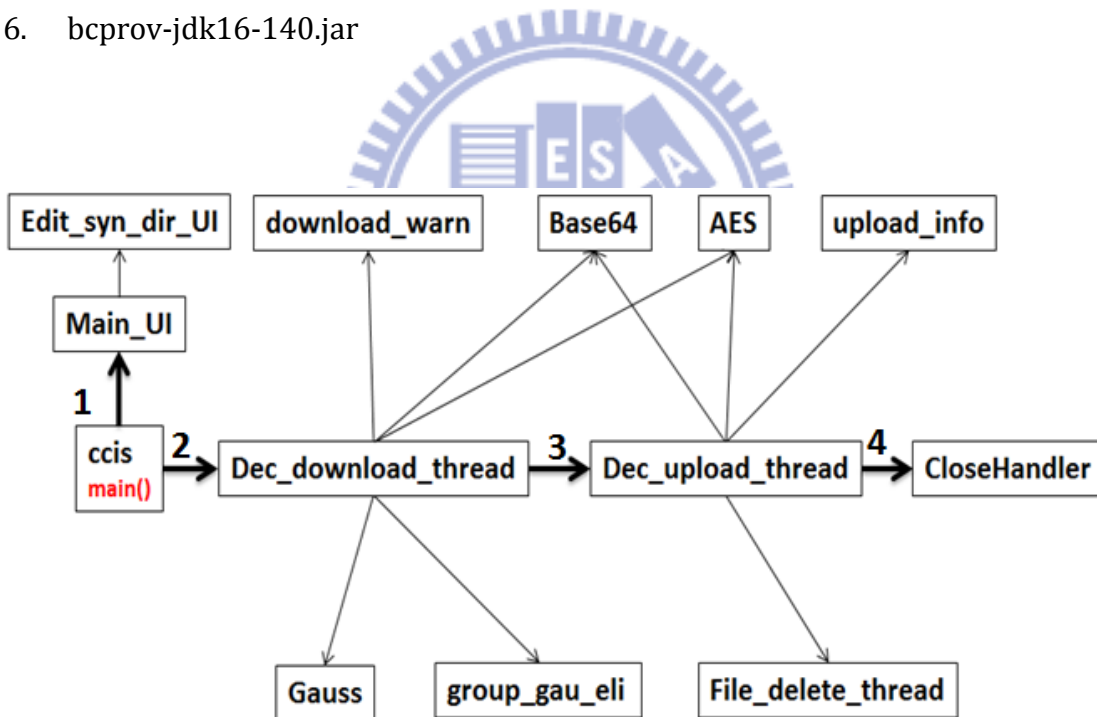 6. bcprov-jdk16-140.jar
E S A
Edit_syn_dir_UI
download_warn
Base64
AES
upload_info
Main_UI
1
ccis
main()
2
Dec_download_thread
3
Dec_upload_thread
4
CloseHandler
Gauss
group_gau_eli
File_delete_thread